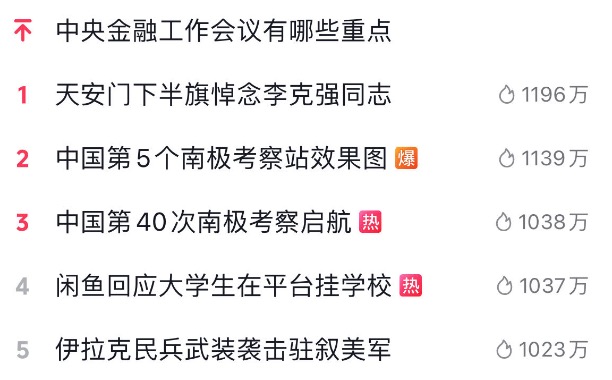 中央金融工作会议有哪些重点
1 天安门下半旗悼念李克强同志 1196万
2 中国第5个南极考察站效果图 爆 1139万
3 中国第40次南极考察启航 热 1038万
4 闲鱼回应大学生在平台挂学校 热 1037万
5 伊拉克民兵武装袭击驻叙美军 1023万